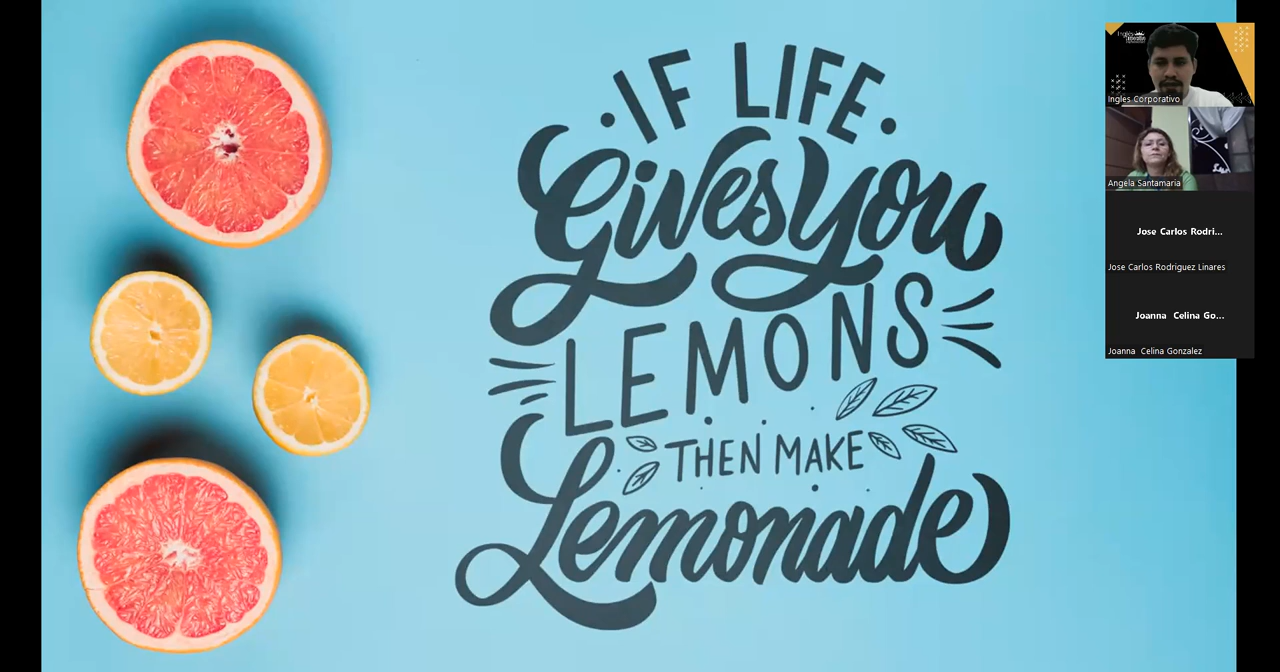 IF LIFE
Gives You
LEMONS
THEN MAKE
Lemonade
Ingles Corporativo
Angela Santamaria
Jose Carlos Rodri...
Jose Carlos Rodriguez Linares
Joanna Celina Go...
Joanna Celina Gonzalez